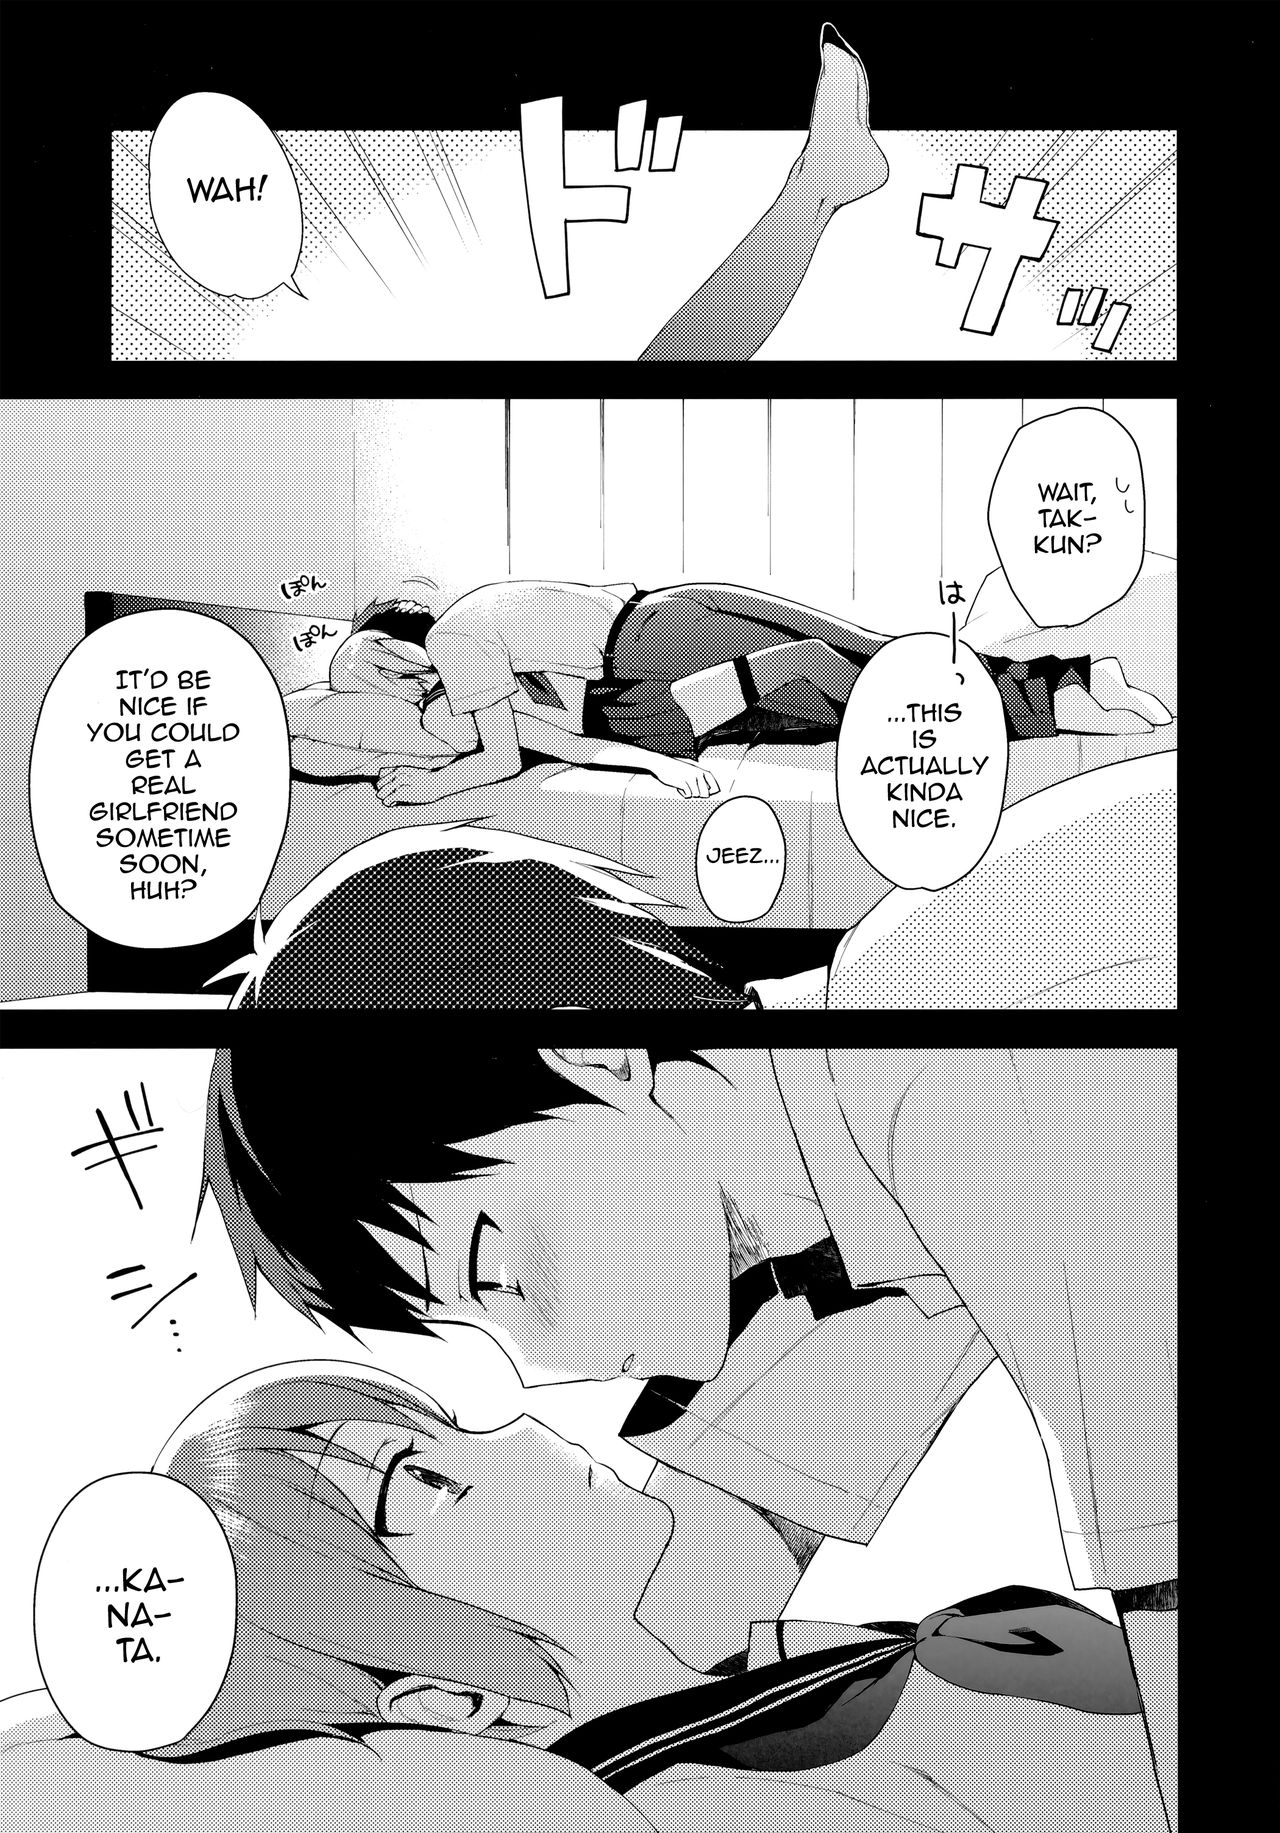 ドサッ
WAH!
WAIT,
TAK-
KUN?
はー
...THIS
IS
ACTUALLY
KINDA
NICE.
JEEZ...
ぽん
ぽん
IT'D BE
NICE IF
YOU COULD
GET A
REAL
GIRLFRIEND
SOMETIME
SOON,
HUH?
ギシ...
...KA-
NA-
TA.